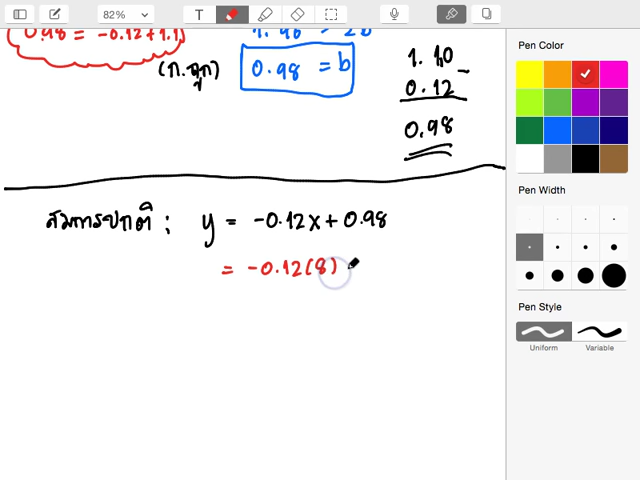 82%
T
0.98 = -0.12+1.1
0.98 = b
(ก.ฉูก)
1.10
0.12
0.98
สมการปกติ ; y = -0.12x + 0.98
= -0.12(8)
Pen Color
Pen Width
Pen Style
Uniform
Variable